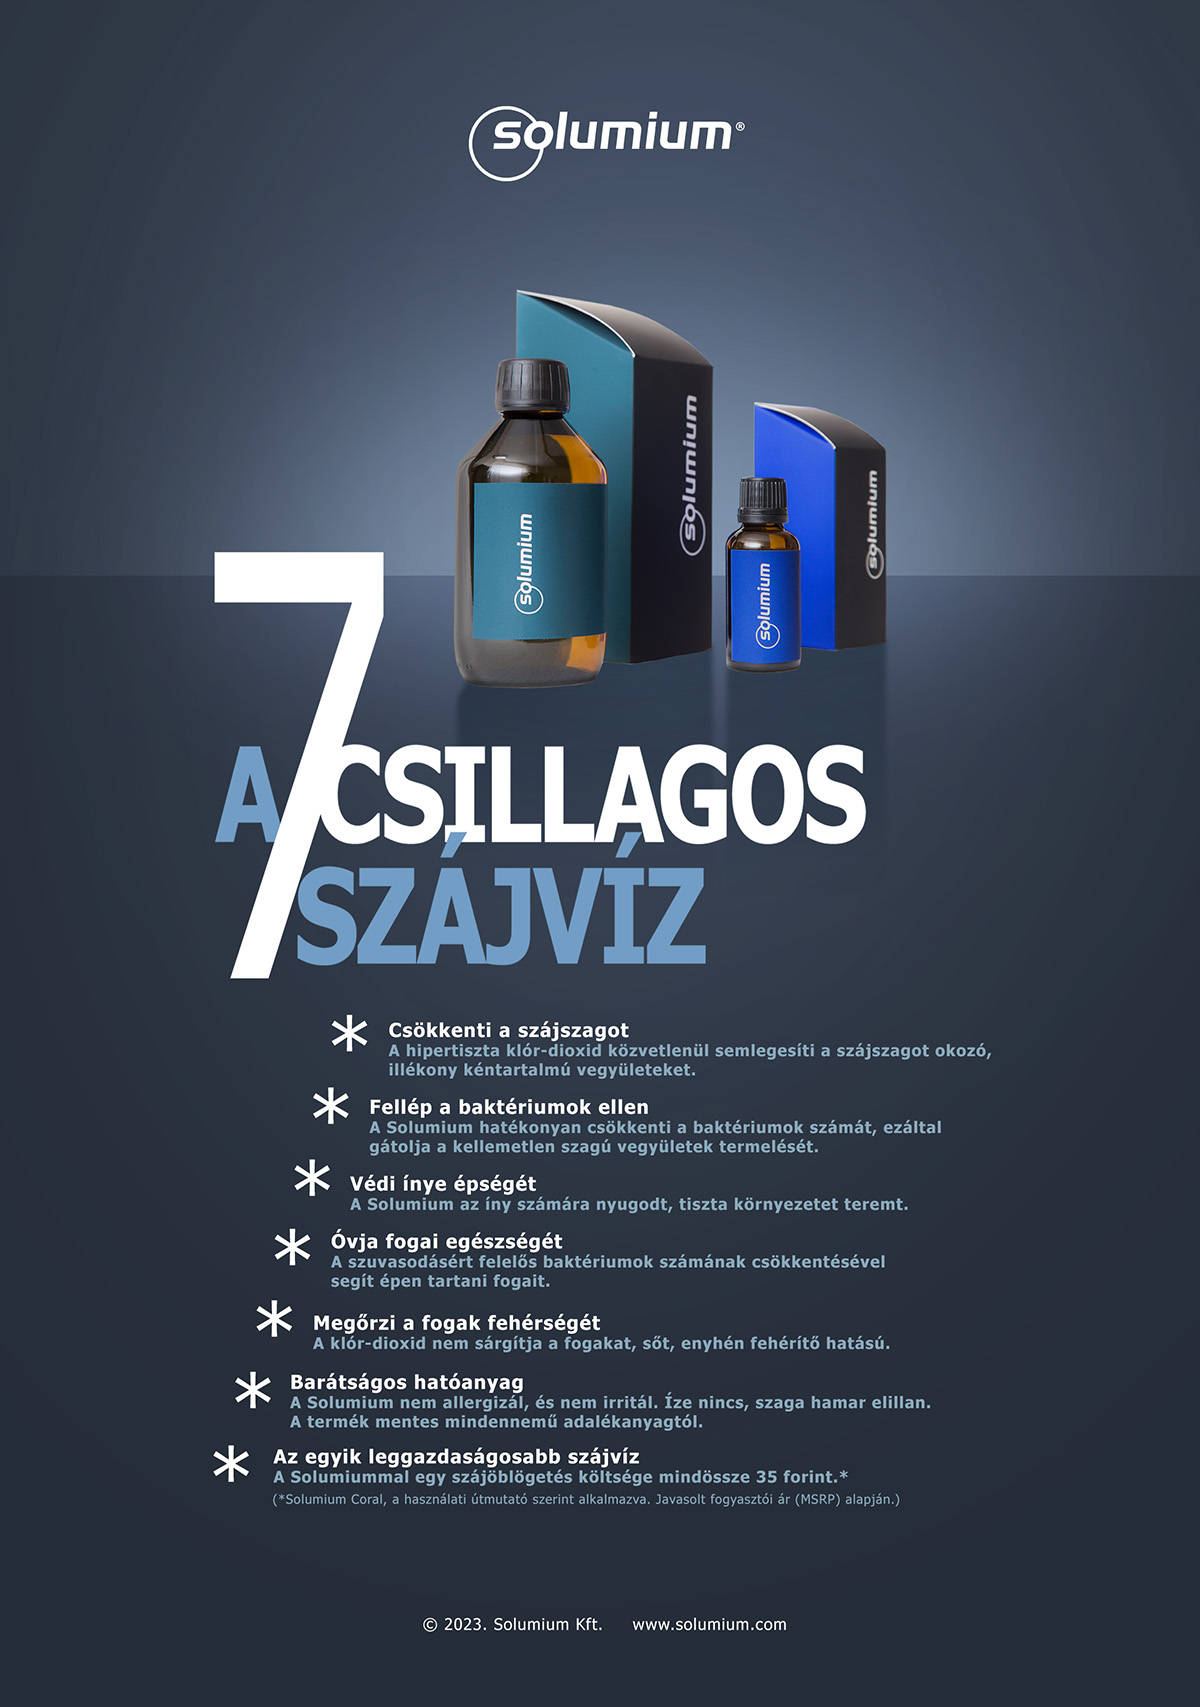 solumium®
solumium
solumium
solumium
solumium
A 7 CSILLAGOS
SZÁJVÍZ
* Csökkenti a szájszagot
A hipertiszta klór-dioxid közvetlenül semlegesíti a szájszagot okozó,
illékony kéntartalmú vegyületeket.
* Fellép a baktériumok ellen
A Solumium hatékonyan csökkenti a baktériumok számát, ezáltal
gátolja a kellemetlen szagú vegyületek termelését.
* Védi ínye épségét
A Solumium az íny számára nyugodt, tiszta környezetet teremt.
* Óvja fogai egészségét
A szuvasodásért felelős baktériumok számának csökkentésével
segít épen tartani fogait.
* Megőrzi a fogak fehérségét
A klór-dioxid nem sárgítja a fogakat, sőt, enyhén fehérítő hatású.
* Barátságos hatóanyag
A Solumium nem allergizál, és nem irritál. Íze nincs, szaga hamar elillan.
A termék mentes mindennemű adalékanyagtól.
* Az egyik leggazdaságosabb szájvíz
A Solumiummal egy szájöblögetés költsége mindössze 35 forint.*
(*Solumium Coral, a használati útmutató szerint alkalmazva. Javasolt fogyasztói ár (MSRP) alapján.)
© 2023. Solumium Kft. www.solumium.com